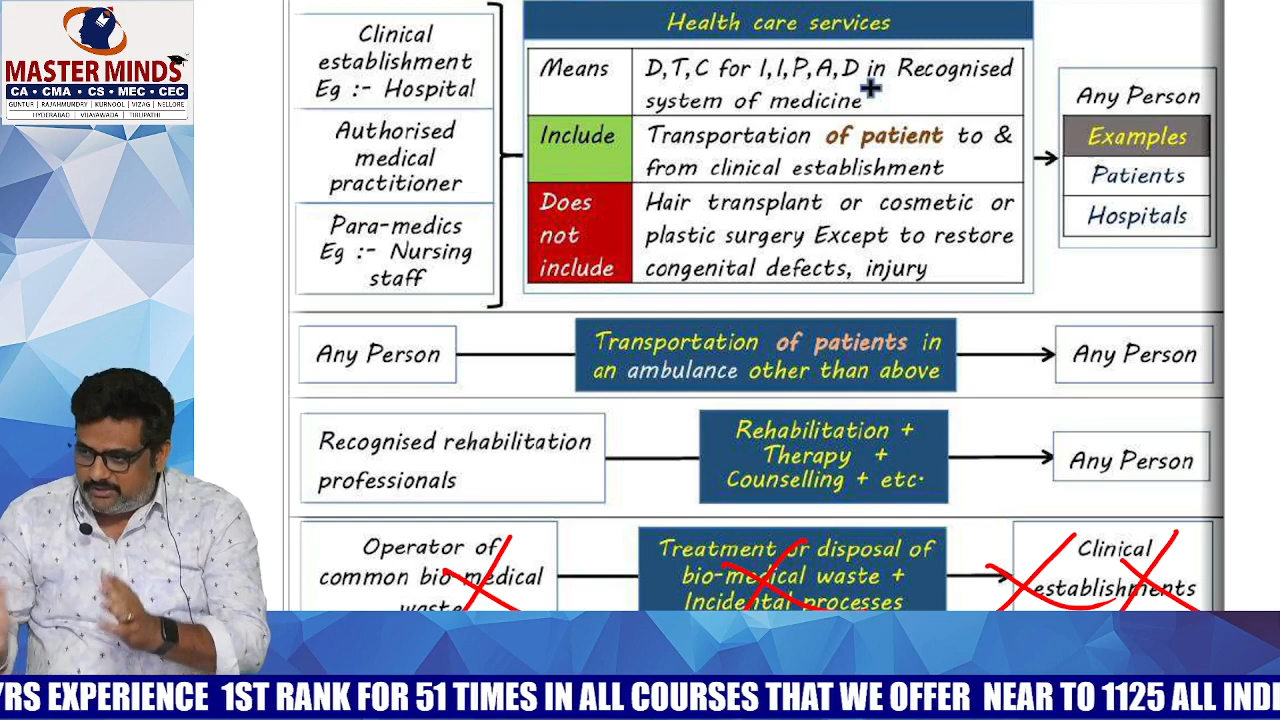 MASTER MINDS
CA • CMA • CS • MEC • CEC
GUNTUR | RAJAHMUNDRY | KURNOOL | VIZAG | NELLORE
HYDERABAD | VIJAYAWADA | TIRUPATHI
Clinical
establishment
Eg :- Hospital
Authorised
medical
practitioner
Para-medics
Eg :- Nursing
staff
Health care services
Means
D,T,C for I,I,P,A,D in Recognised
system of medicine
Include
Transportation of patient to &
from clinical establishment
Does
not
include
Hair transplant or cosmetic or
plastic surgery Except to restore
congenital defects, injury
Any Person
Examples
Patients
Hospitals
Any Person
Transportation of patients in
an ambulance other than above
Any Person
Recognised rehabilitation
professionals
Rehabilitation +
Therapy +
Counselling + etc.
Any Person
Operator of
common bio medical
waste
Treatment or disposal of
bio-medical waste +
Incidental processes
Clinical
establishments
YRS EXPERIENCE 1ST RANK FOR 51 TIMES IN ALL COURSES THAT WE OFFER NEAR TO 1125 ALL INDI